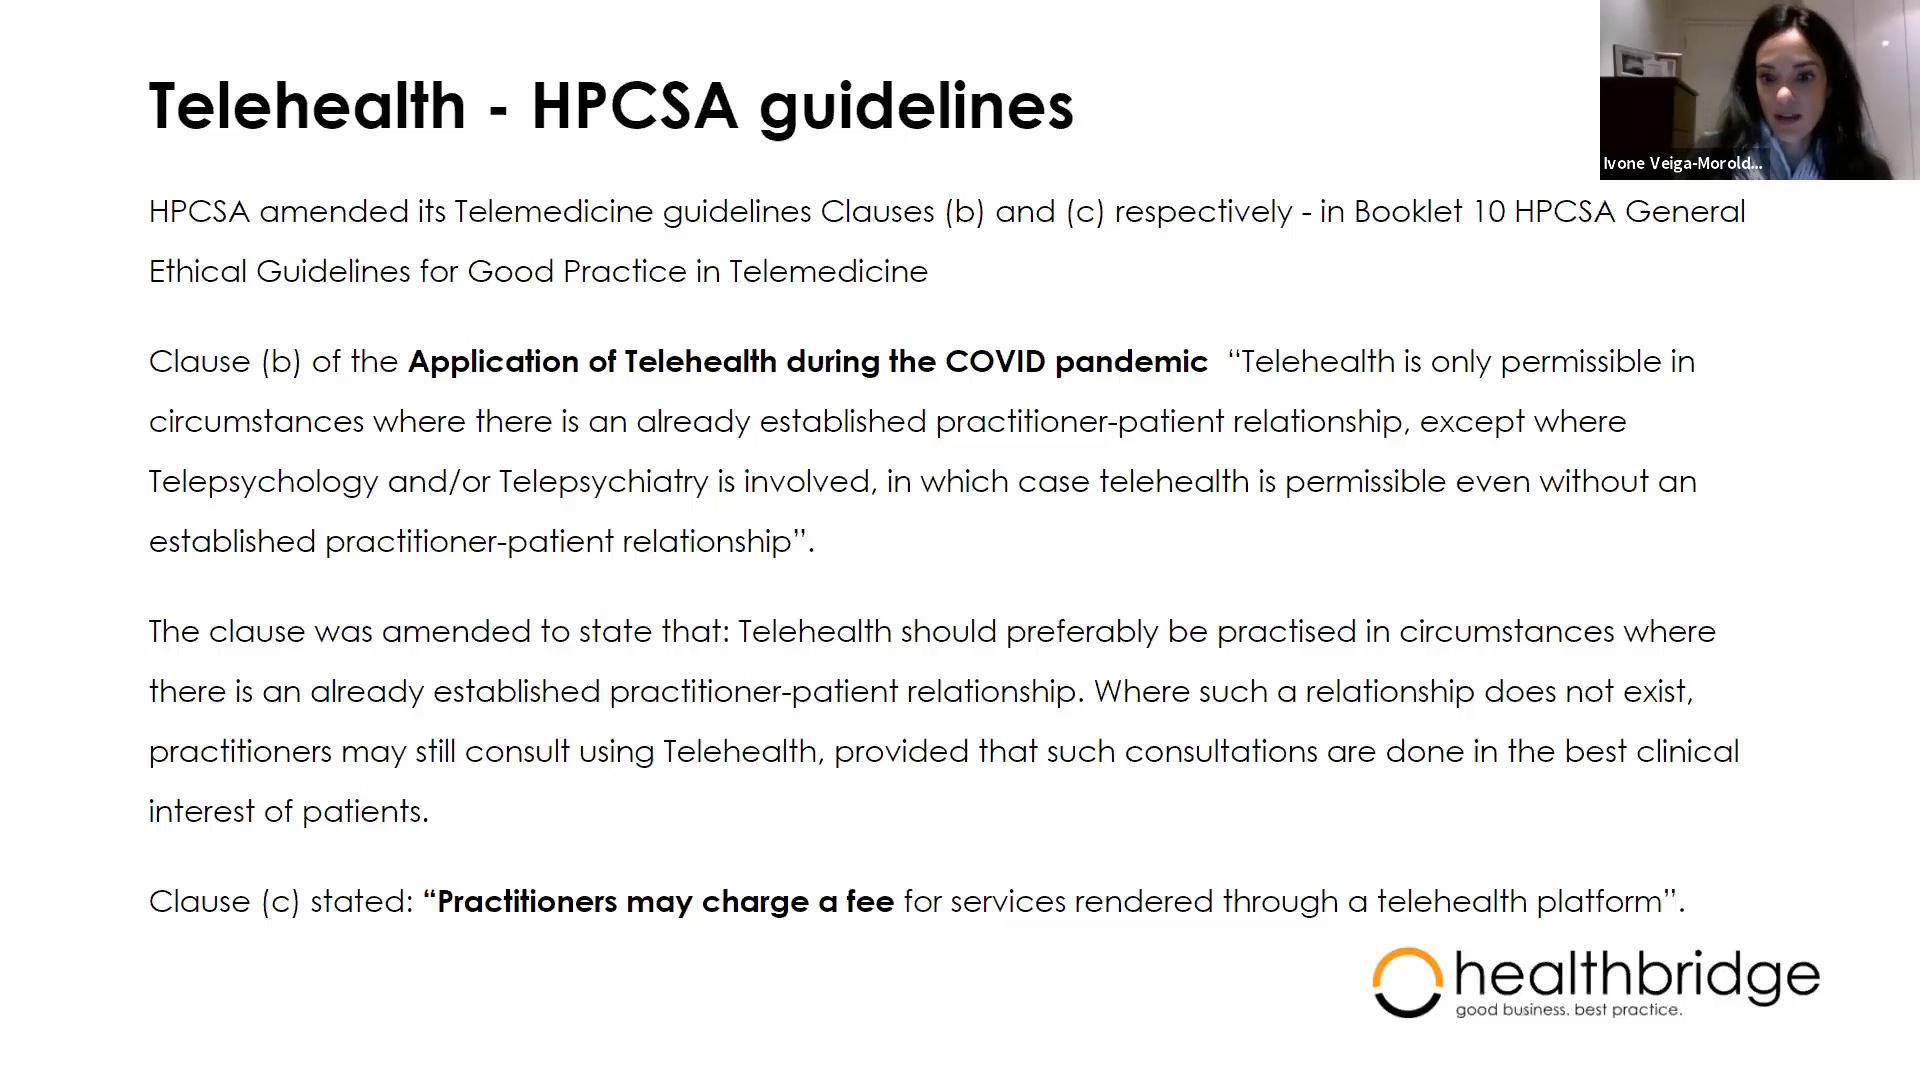 Telehealth - HPCSA guidelines
Ivone Veiga-Morold...
HPCSA amended its Telemedicine guidelines Clauses (b) and (c) respectively - in Booklet 10 HPCSA General
Ethical Guidelines for Good Practice in Telemedicine
Clause (b) of the Application of Telehealth during the COVID pandemic “Telehealth is only permissible in
circumstances where there is an already established practitioner-patient relationship, except where
Telepsychology and/or Telepsychiatry is involved, in which case telehealth is permissible even without an
established practitioner-patient relationship”.
The clause was amended to state that: Telehealth should preferably be practised in circumstances where
there is an already established practitioner-patient relationship. Where such a relationship does not exist,
practitioners may still consult using Telehealth, provided that such consultations are done in the best clinical
interest of patients.
Clause (c) stated: “Practitioners may charge a fee for services rendered through a telehealth platform”.
healthbridge
good business. best practice.